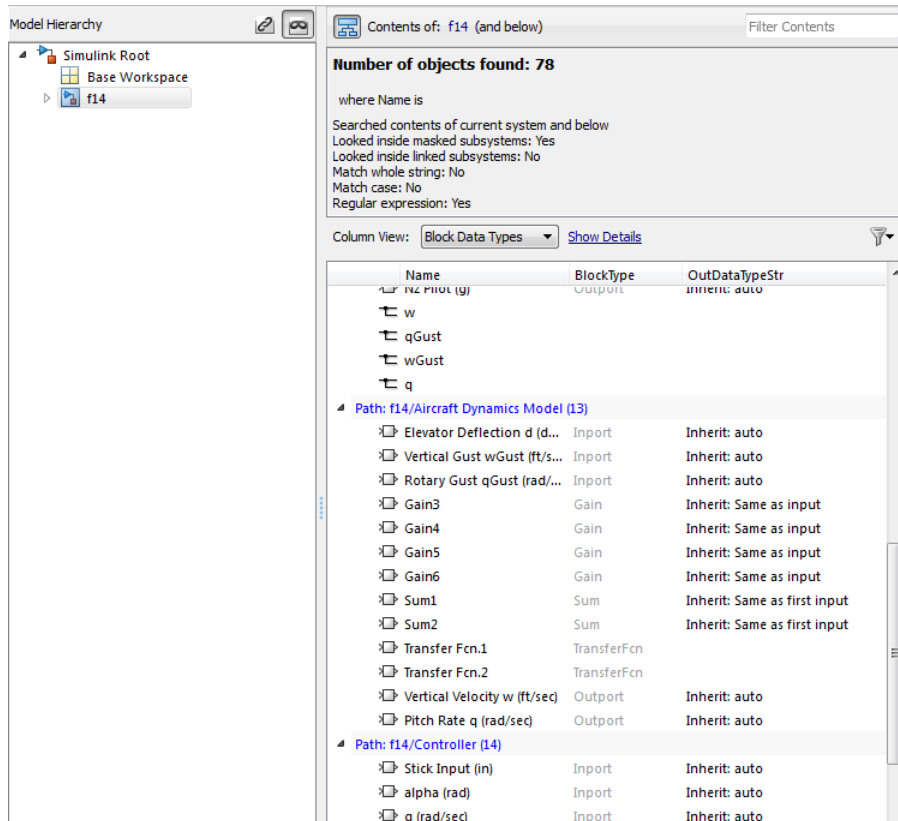 Model Hierarchy
Simulink Root
Base Workspace
f14
Contents of: f14 (and below)
Filter Contents
Number of objects found: 78
where Name is
Searched contents of current system and below
Looked inside masked subsystems: Yes
Looked inside linked subsystems: No
Match whole string: No
Match case: No
Regular expression: Yes
Column View: Block Data Types Show Details
Name BlockType OutDataTypeStr
Nz Pilot (g) Outport Inherit: auto
w
qGust
wGust
q
Path: f14/Aircraft Dynamics Model (13)
Elevator Deflection d (d... Inport Inherit: auto
Vertical Gust wGust (ft/s... Inport Inherit: auto
Rotary Gust qGust (rad/... Inport Inherit: auto
Gain3 Gain Inherit: Same as input
Gain4 Gain Inherit: Same as input
Gain5 Gain Inherit: Same as input
Gain6 Gain Inherit: Same as input
Sum1 Sum Inherit: Same as first input
Sum2 Sum Inherit: Same as first input
Transfer Fcn.1 TransferFcn
Transfer Fcn.2 TransferFcn
Vertical Velocity w (ft/sec) Outport Inherit: auto
Pitch Rate q (rad/sec) Outport Inherit: auto
Path: f14/Controller (14)
Stick Input (in) Inport Inherit: auto
alpha (rad) Inport Inherit: auto
q (rad/sec) Inport Inherit: auto